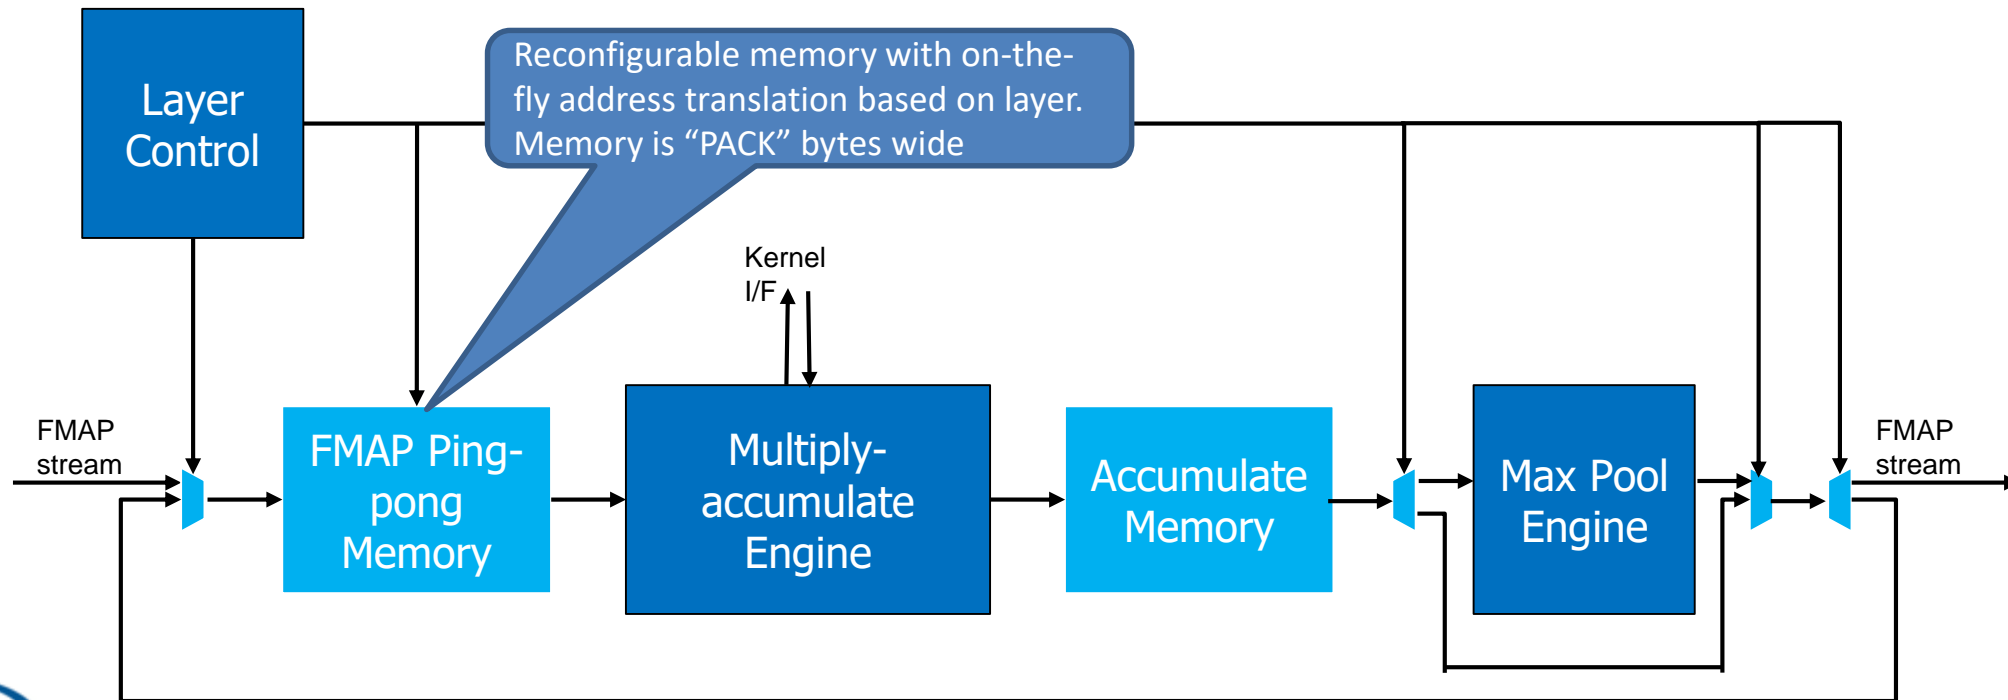 Layer
Control
Reconfigurable memory with on-the-
fly address translation based on layer.
Memory is “PACK” bytes wide
Kernel
I/F
FMAP
stream
FMAP Ping-
pong
Memory
Multiply-
accumulate
Engine
Accumulate
Memory
Max Pool
Engine
FMAP
stream